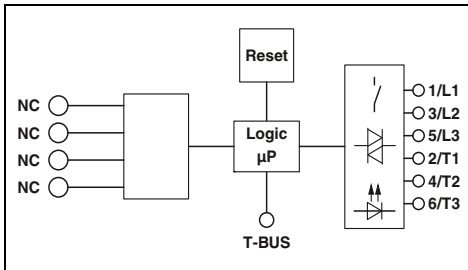 Reset
NC
NC
NC
NC
Logic
µP
T-BUS
1/L1
3/L2
5/L3
2/T1
4/T2
6/T3